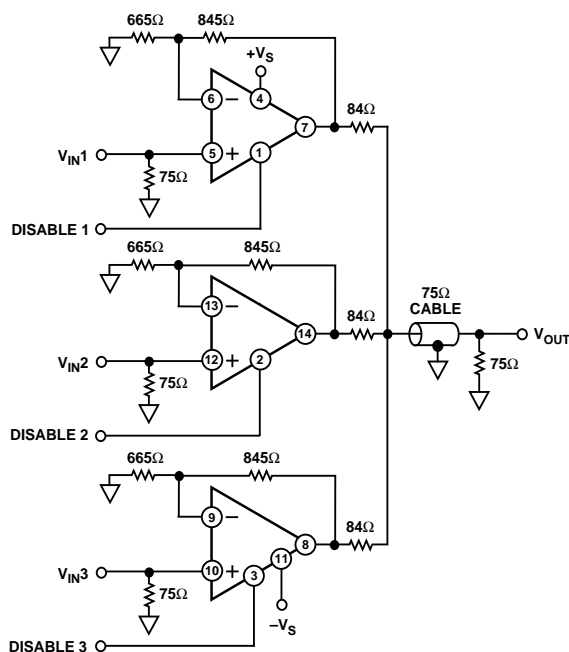 665Ω 845Ω
+VS
84Ω
6 − 4
7
VIN1 5 + 1
75Ω
DISABLE 1
665Ω 845Ω
84Ω
75Ω
CABLE
13 −
14
VOUT
VIN2 12 + 2
75Ω
75Ω
DISABLE 2
665Ω 845Ω
84Ω
9 −
8
11
VIN3 10 + 3
75Ω
−VS
DISABLE 3